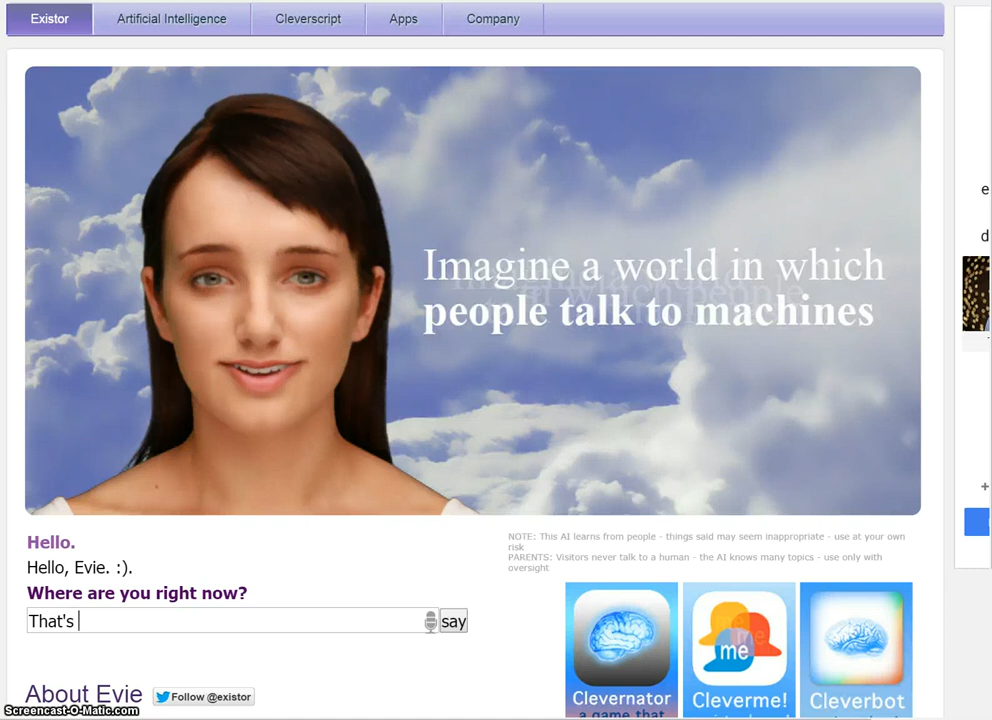 Existor
Artificial Intelligence
Cleverscript
Apps
Company
Imagine a world in which
people talk to machines
Hello.
Hello, Evie. :).
Where are you right now?
That's
say
NOTE: This AI learns from people - things said may seem inappropriate - use at your own
risk
PARENTS: Visitors never talk to a human - the AI knows many topics - use only with
oversight
me
Clevernator
a game that
Cleverme!
Cleverbot
About Evie
Follow @existor
Screencast-O-Matic.com
e
d
+